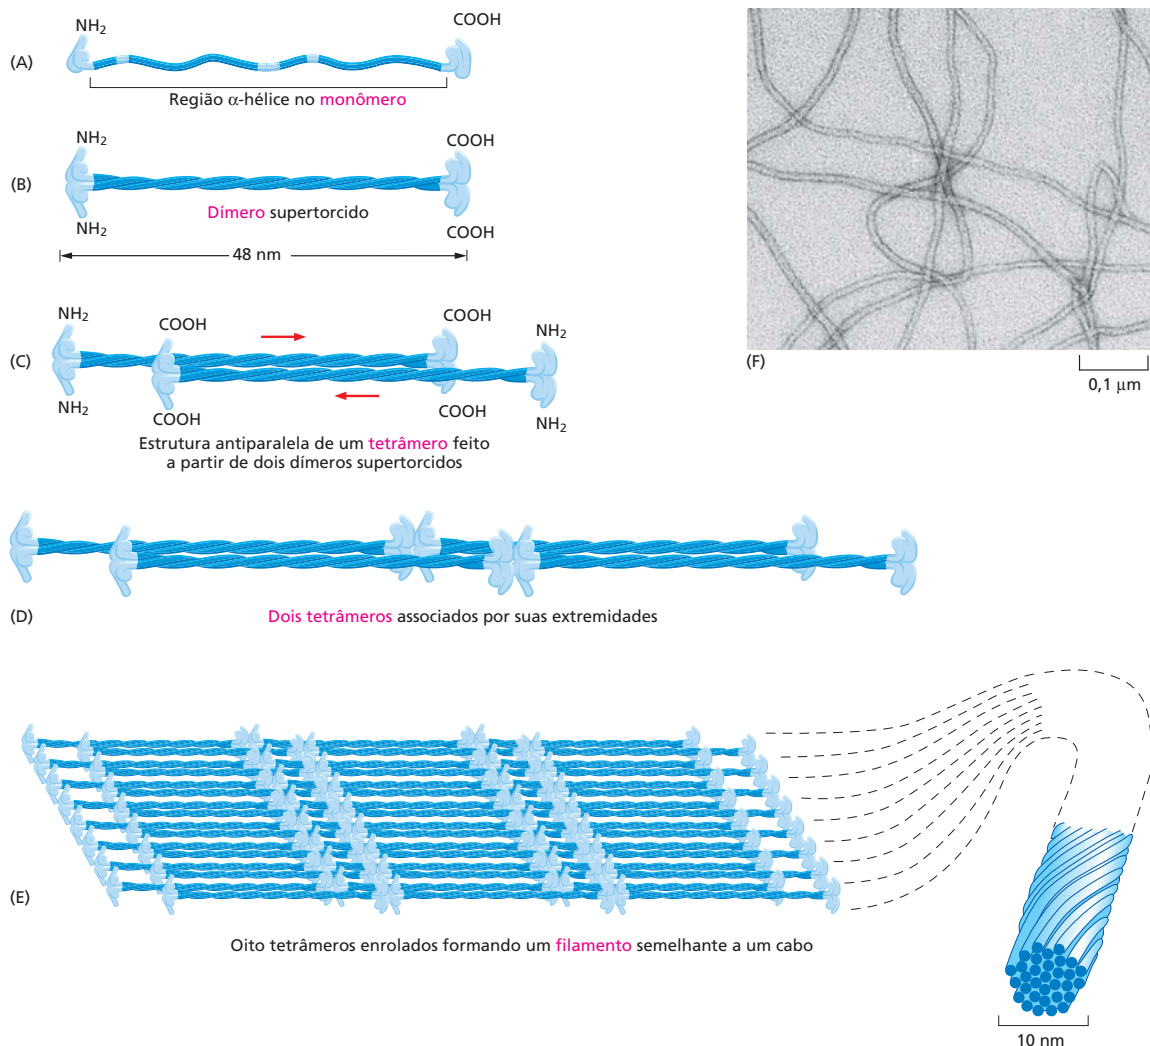 NH2
COOH
(A)
Região α-hélice no monômero
NH2
COOH
(B)
Dímero supertorcido
NH2
COOH
48 nm
NH2
COOH
COOH
NH2
(C)
NH2
COOH
COOH
NH2
Estrutura antiparalela de um tetrâmero feito
a partir de dois dímeros supertorcidos
(D)
Dois tetrâmeros associados por suas extremidades
(E)
Oito tetrâmeros enrolados formando um filamento semelhante a um cabo
10 nm
(F)
0,1 μm